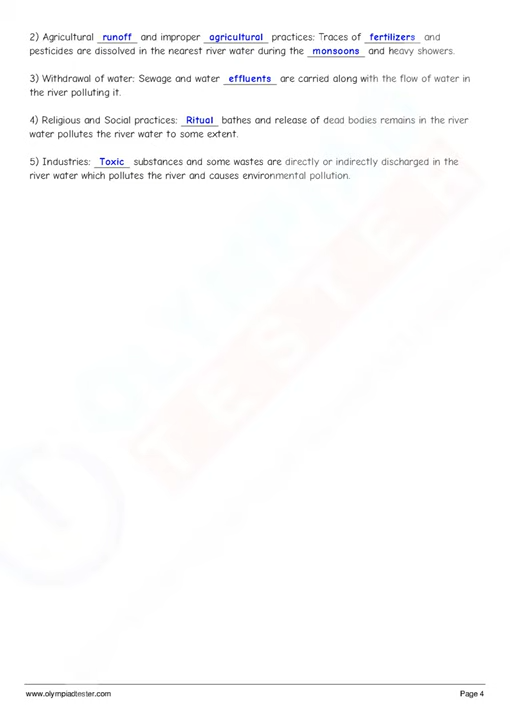 2) Agricultural runoff and improper agricultural practices: Traces of fertilizers and
pesticides are dissolved in the nearest river water during the monsoons and heavy showers.
3) Withdrawal of water: Sewage and water effluents are carried along with the flow of water in
the river polluting it.
4) Religious and Social practices: Ritual bathes and release of dead bodies remains in the river
water pollutes the river water to some extent.
5) Industries: Toxic substances and some wastes are directly or indirectly discharged in the
river water which pollutes the river and causes environmental pollution.
OLYMPIAD
TESTER
www.olympiadtester.com Page 4